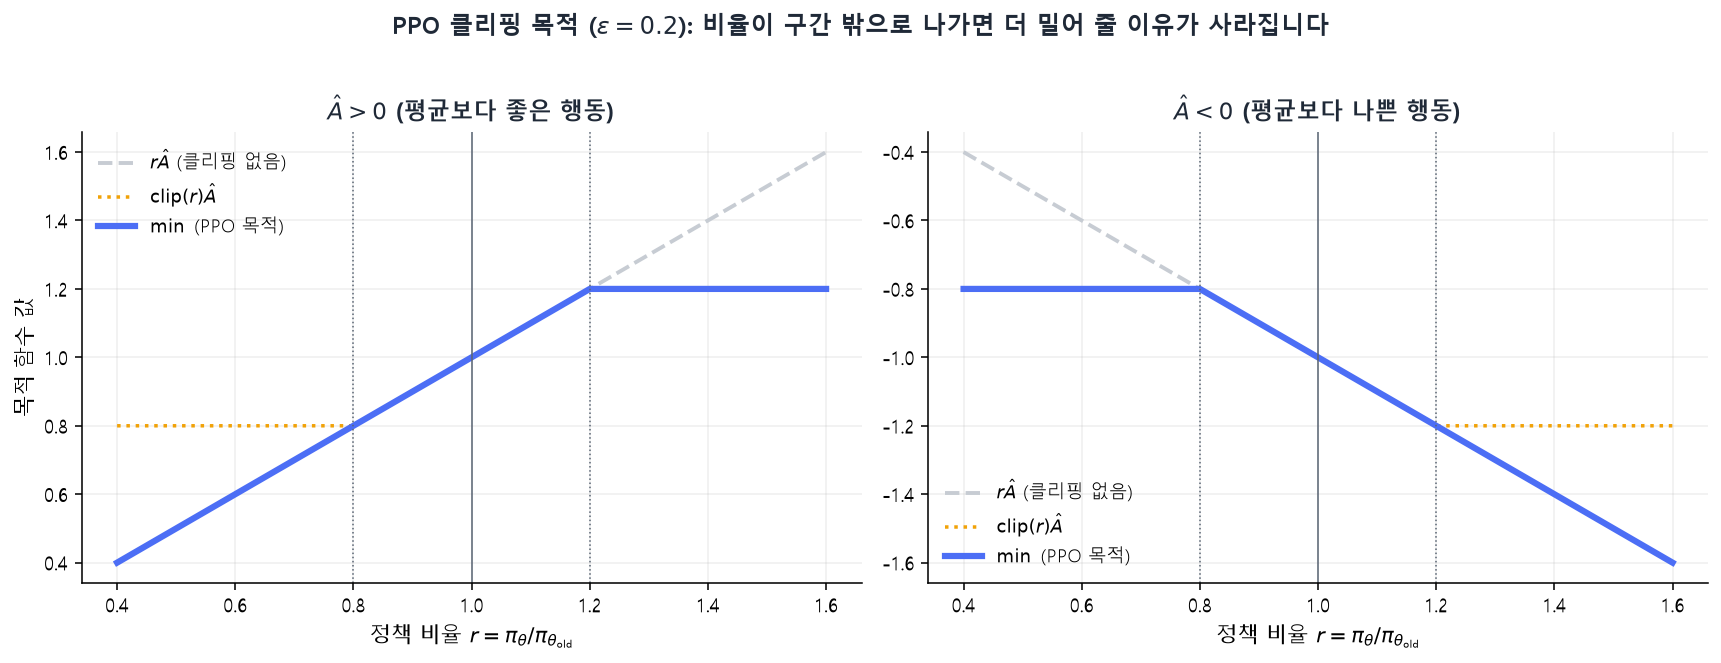 PPO 클리핑 목적 (ε = 0.2): 비율이 구간 밖으로 나가면 더 밀어 줄 이유가 사라집니다
Â > 0 (평균보다 좋은 행동)
rÂ (클리핑 없음)
clip(r)Â
min (PPO 목적)
목적 함수 값
1.6
1.4
1.2
1.0
0.8
0.6
0.4
0.4 0.6 0.8 1.0 1.2 1.4 1.6
정책 비율 r = π_θ/π_θ_old
Â < 0 (평균보다 나쁜 행동)
-0.4
-0.6
-0.8
-1.0
-1.2
-1.4
-1.6
rÂ (클리핑 없음)
clip(r)Â
min (PPO 목적)
0.4 0.6 0.8 1.0 1.2 1.4 1.6
정책 비율 r = π_θ/π_θ_old